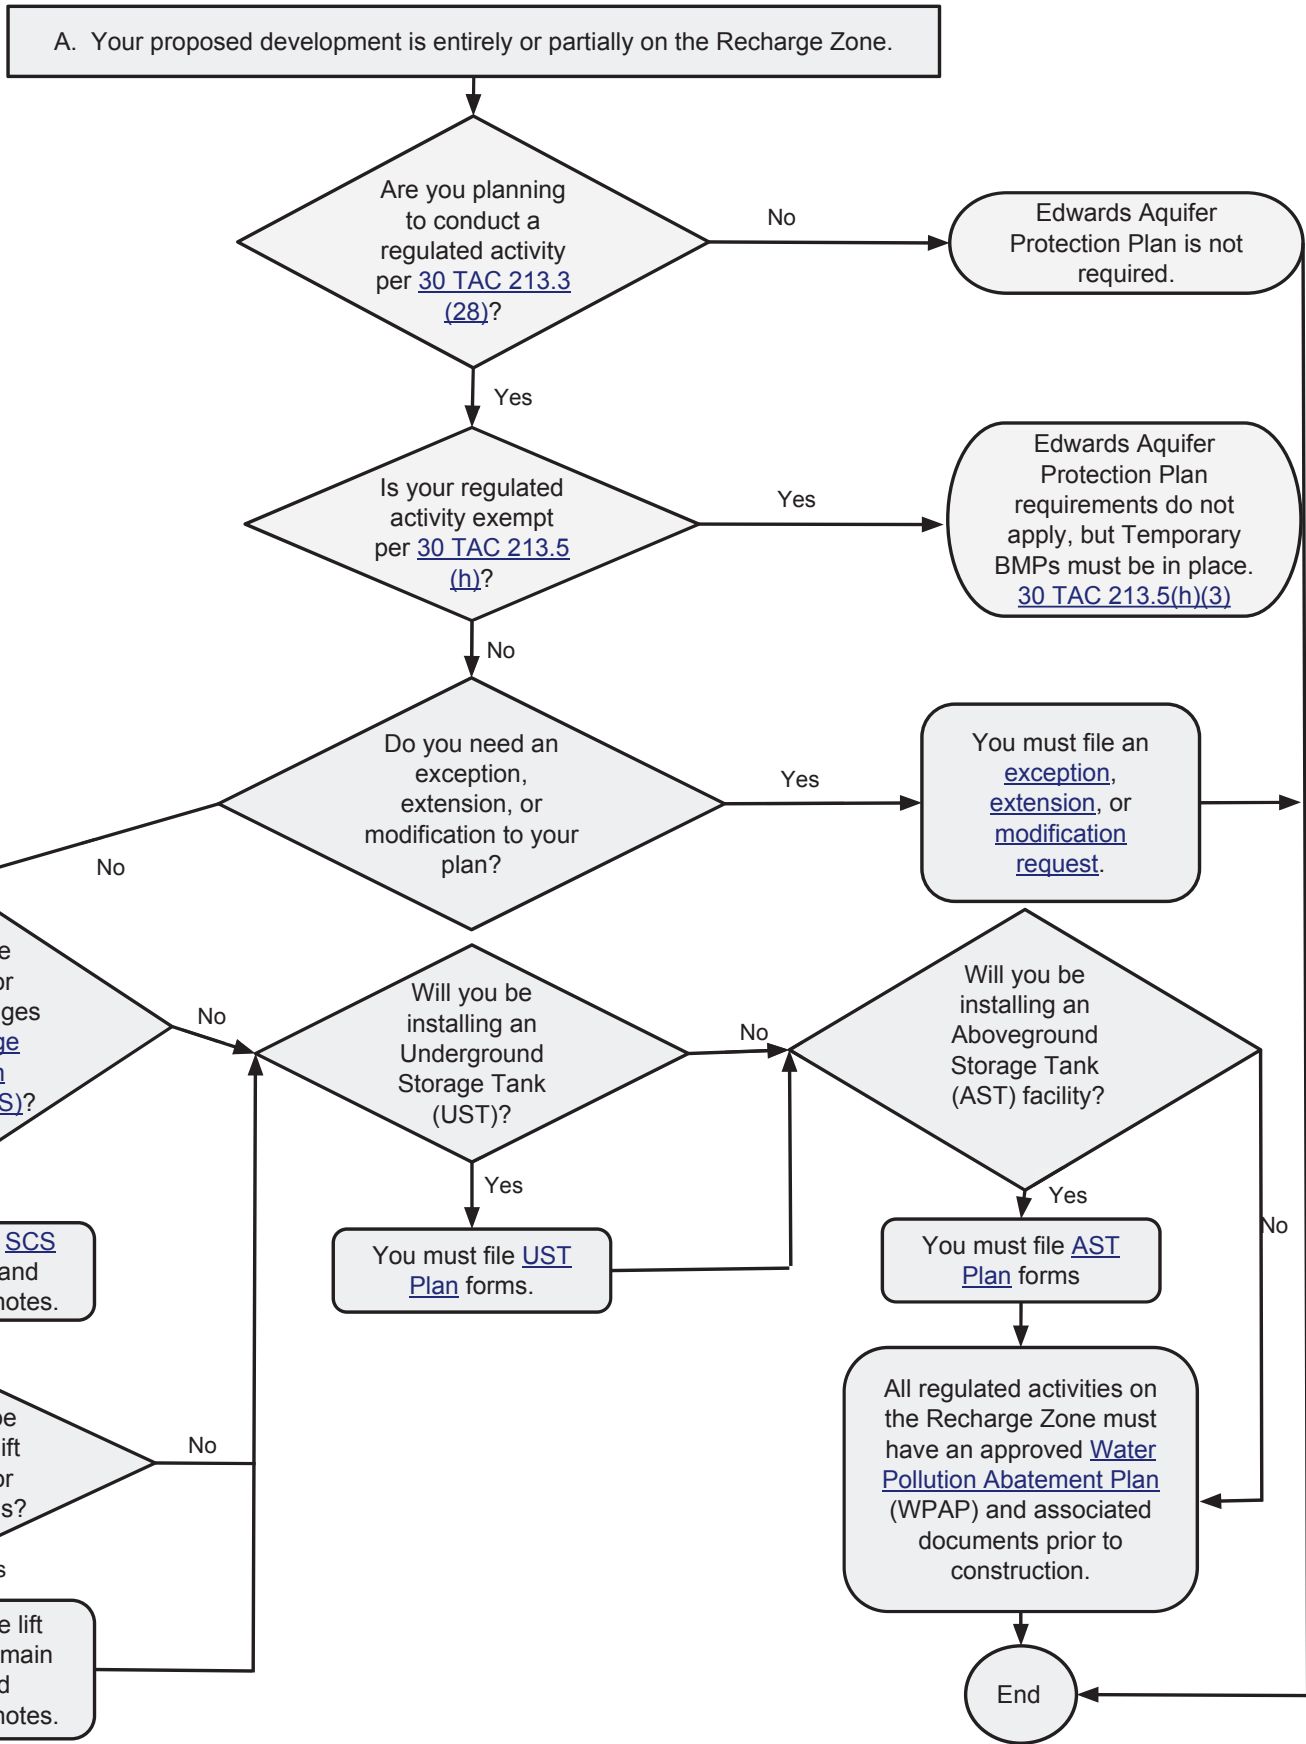 A. Your proposed development is entirely or partially on the Recharge Zone.
Are you planning
to conduct a
regulated activity
per 30 TAC 213.3
(28)?
No
Edwards Aquifer
Protection Plan is not
required.
Yes
Is your regulated
activity exempt
per 30 TAC 213.5
(h)?
Yes
Edwards Aquifer
Protection Plan
requirements do not
apply, but Temporary
BMPs must be in place.
30 TAC 213.5(h)(3)
No
Do you need an
exception,
extension, or
modification to your
plan?
Yes
You must file an
exception,
extension, or
modification
request.
No
or
S)?
No
Will you be
installing an
Underground
Storage Tank
(UST)?
No
Will you be
installing an
Aboveground
Storage Tank
(AST) facility?
Yes
You must file UST
Plan forms.
Yes
No
You must file AST
Plan forms
SCS
and
notes.
All regulated activities on
the Recharge Zone must
have an approved Water
Pollution Abatement Plan
(WPAP) and associated
documents prior to
construction.
No
lift
main
notes.
End